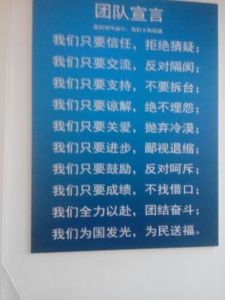 团队宣言
我们只要信任，拒绝猜疑；
我们只要交流，反对隔阂；
我们只要支持，不要拆台；
我们只要谅解，绝不埋怨；
我们只要关爱，抛弃冷漠；
我们只要进步，鄙视退缩；
我们只要鼓励，反对呵斥；
我们只要成绩，不找借口；
我们全力以赴，团结奋斗；
我们为国发光，为民送福。